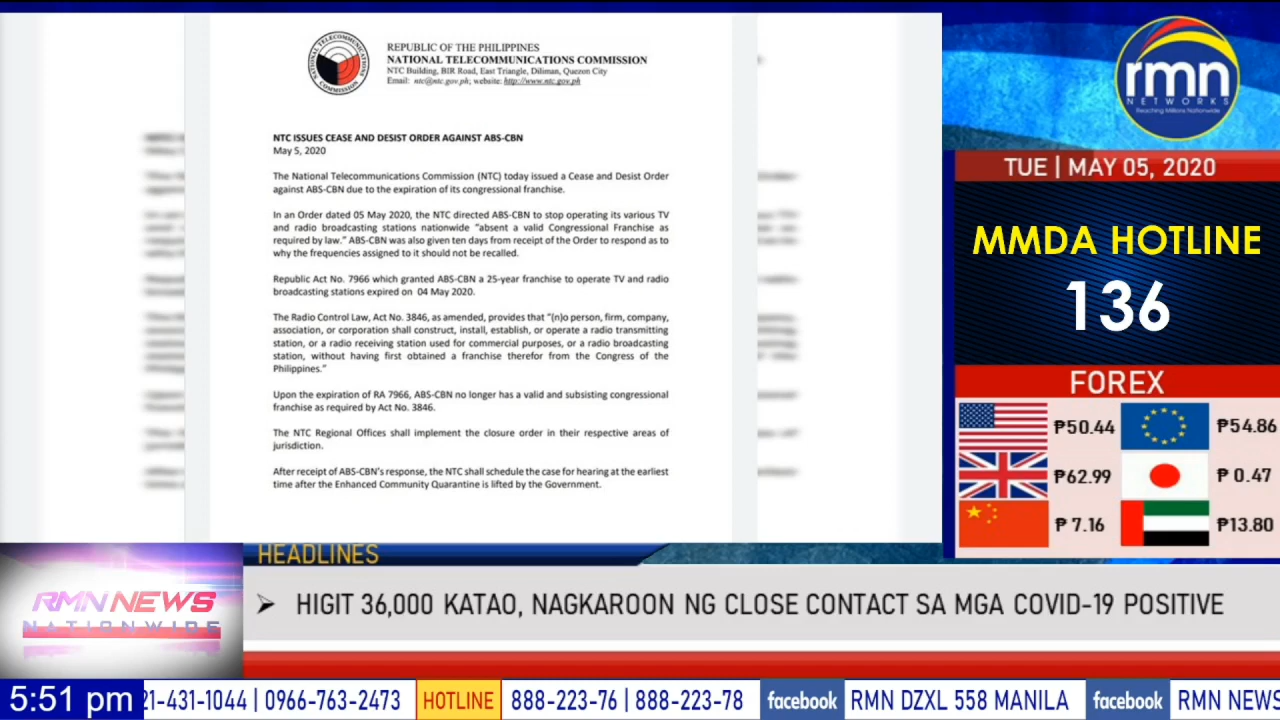 REPUBLIC OF THE PHILIPPINES
NATIONAL TELECOMMUNICATIONS COMMISSION
NTC Building, BIR Road, East Triangle, Diliman, Quezon City
Email: ntc@ntc.gov.ph; website: http://www.ntc.gov.ph
NATIONAL TELECOMMUNICATIONS COMMISSION
NTC ISSUES CEASE AND DESIST ORDER AGAINST ABS-CBN
May 5, 2020
The National Telecommunications Commission (NTC) today issued a Cease and Desist Order
against ABS-CBN due to the expiration of its congressional franchise.
In an Order dated 05 May 2020, the NTC directed ABS-CBN to stop operating its various TV
and radio broadcasting stations nationwide “absent a valid Congressional Franchise as
required by law.” ABS-CBN was also given ten days from receipt of the Order to respond as to
why the frequencies assigned to it should not be recalled.
Republic Act No. 7966 which granted ABS-CBN a 25-year franchise to operate TV and radio
broadcasting stations expired on 04 May 2020.
The Radio Control Law, Act No. 3846, as amended, provides that “(n)o person, firm, company,
association, or corporation shall construct, install, establish, or operate a radio transmitting
station, or a radio receiving station used for commercial purposes, or a radio broadcasting
station, without having first obtained a franchise therefor from the Congress of the
Philippines.”
Upon the expiration of RA 7966, ABS-CBN no longer has a valid and subsisting congressional
franchise as required by Act No. 3846.
The NTC Regional Offices shall implement the closure order in their respective areas of
jurisdiction.
After receipt of ABS-CBN’s response, the NTC shall schedule the case for hearing at the earliest
time after the Enhanced Community Quarantine is lifted by the Government.
rmn
NETWORKS
Reaching Millions Nationwide
TUE | MAY 05, 2020
MMDA HOTLINE
136
FOREX
₱50.44 ₱54.86
₱62.99 ₱ 0.47
₱ 7.16 ₱13.80
HEADLINES
RMN NEWS
NATIONWIDE
➢ HIGIT 36,000 KATAO, NAGKAROON NG CLOSE CONTACT SA MGA COVID-19 POSITIVE
5:51 pm 21-431-1044 | 0966-763-2473 HOTLINE 888-223-76 | 888-223-78 facebook RMN DZXL 558 MANILA facebook RMN NEWS